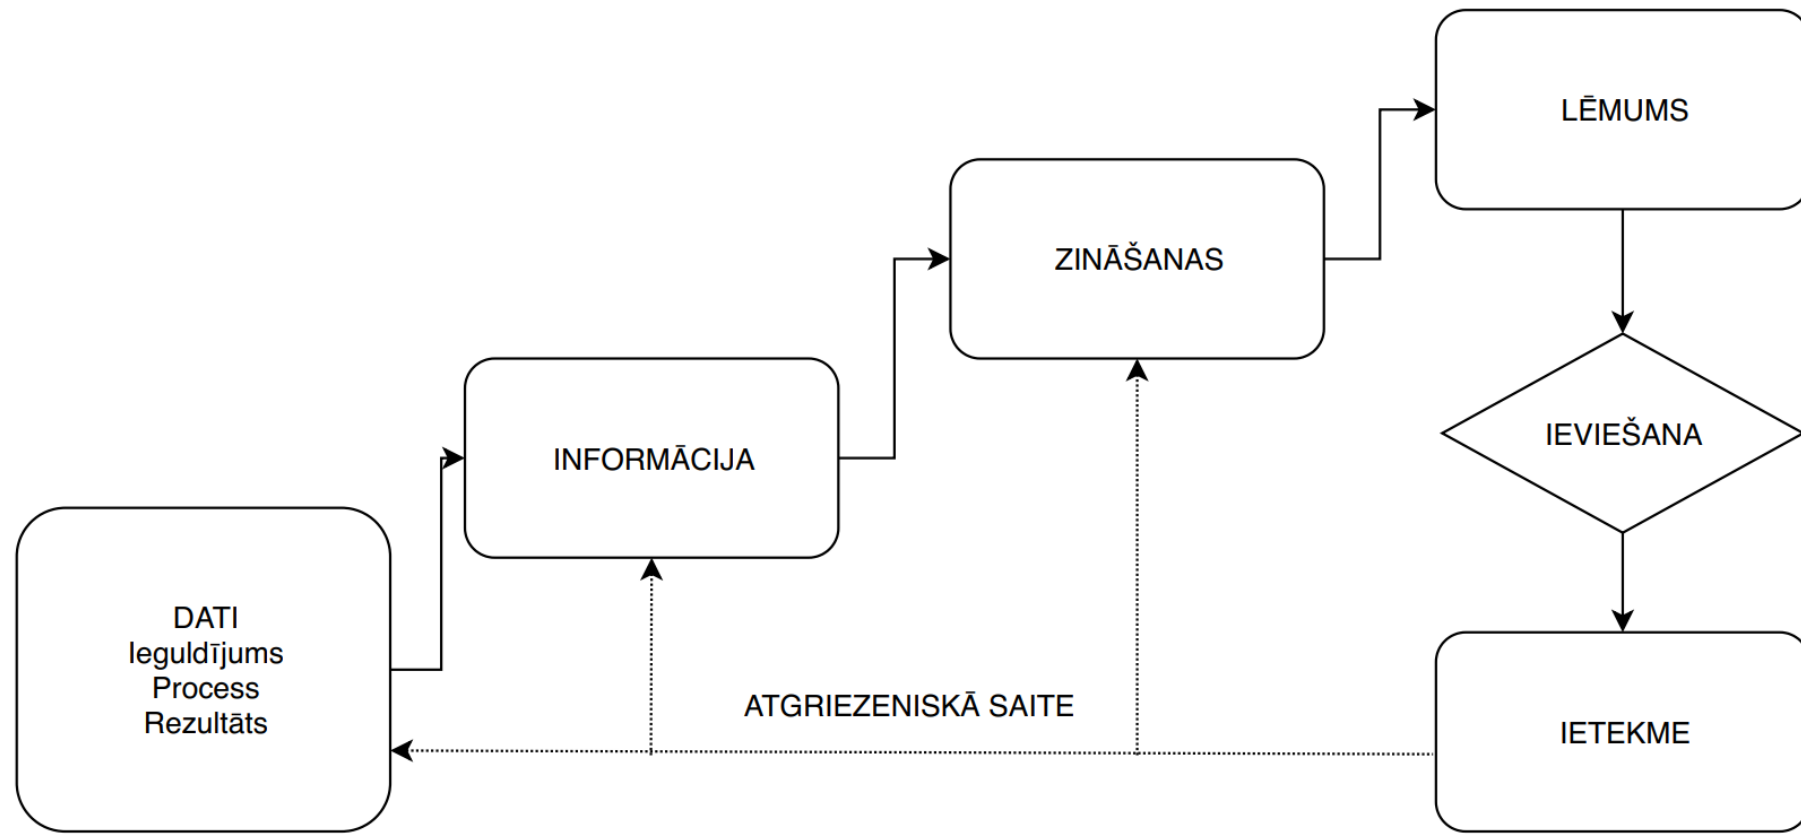 LĒMUMS
ZINĀŠANAS
IEVIEŠANA
INFORMĀCIJA
DATI
Ieguldījums
Process
Rezultāts
ATGRIEZENISKĀ SAITE
IETEKME